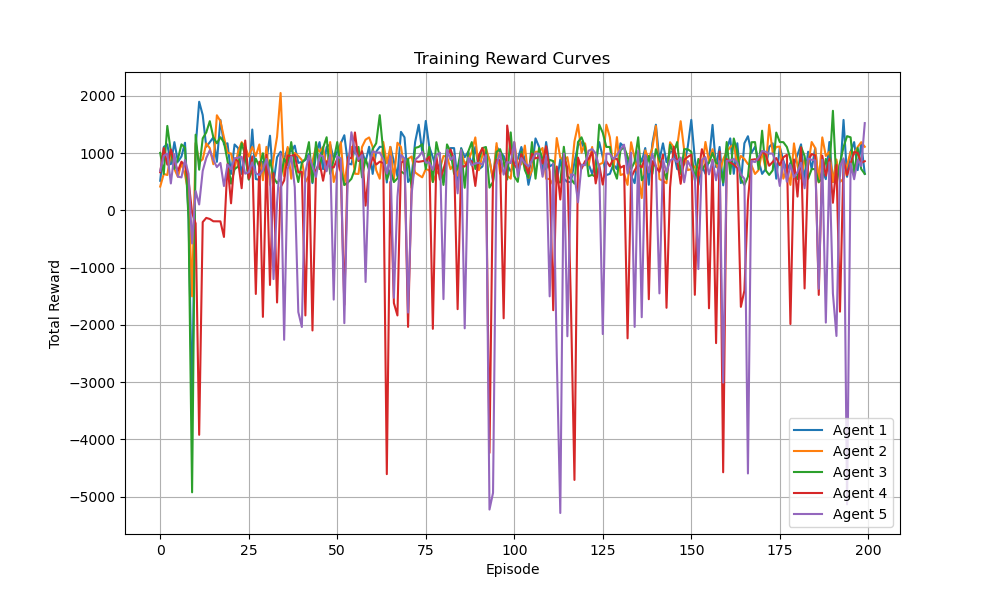 Training Reward Curves
Total Reward
2000
1000
0
−1000
−2000
−3000
−4000
−5000
0 25 50 75 100 125 150 175 200
Episode
Agent 1
Agent 2
Agent 3
Agent 4
Agent 5